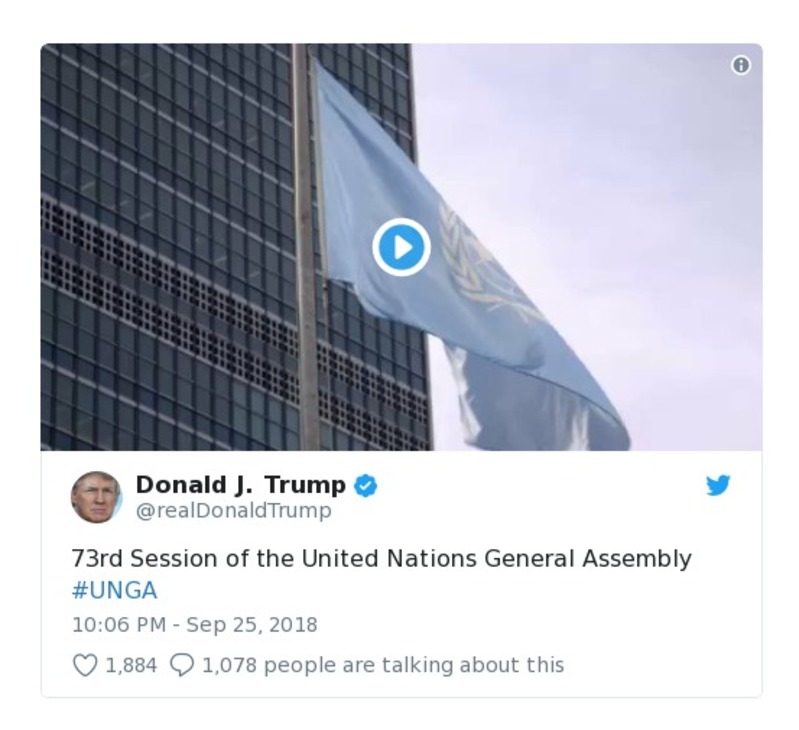 Donald J. Trump
@realDonaldTrump
73rd Session of the United Nations General Assembly
#UNGA
10:06 PM - Sep 25, 2018
1,884 1,078 people are talking about this